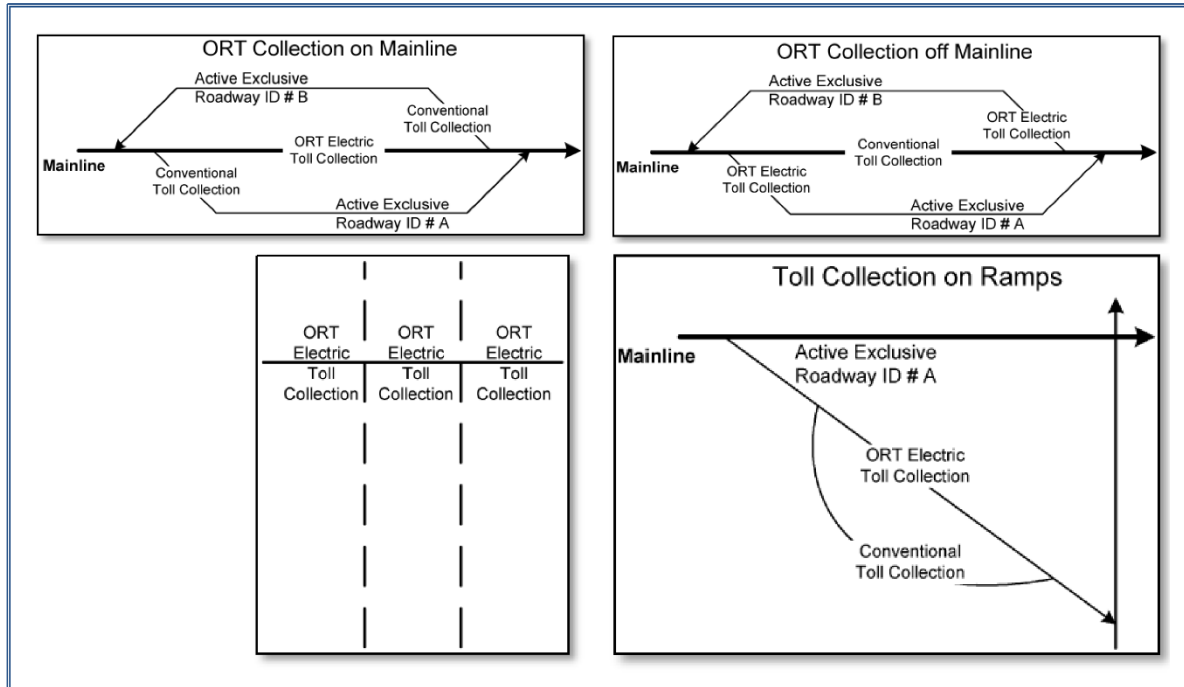 ORT Collection on Mainline
Active Exclusive
Roadway ID # B
Conventional
Toll Collection
ORT Electric
Toll Collection
Mainline
Conventional
Toll Collection
Active Exclusive
Roadway ID # A
ORT Collection off Mainline
Active Exclusive
Roadway ID # B
ORT Electric
Toll Collection
Conventional
Toll Collection
Mainline
ORT Electric
Toll Collection
Active Exclusive
Roadway ID # A
ORT
Electric
Toll
Collection
ORT
Electric
Toll
Collection
ORT
Electric
Toll
Collection
Toll Collection on Ramps
Mainline
Active Exclusive
Roadway ID # A
ORT Electric
Toll Collection
Conventional
Toll Collection